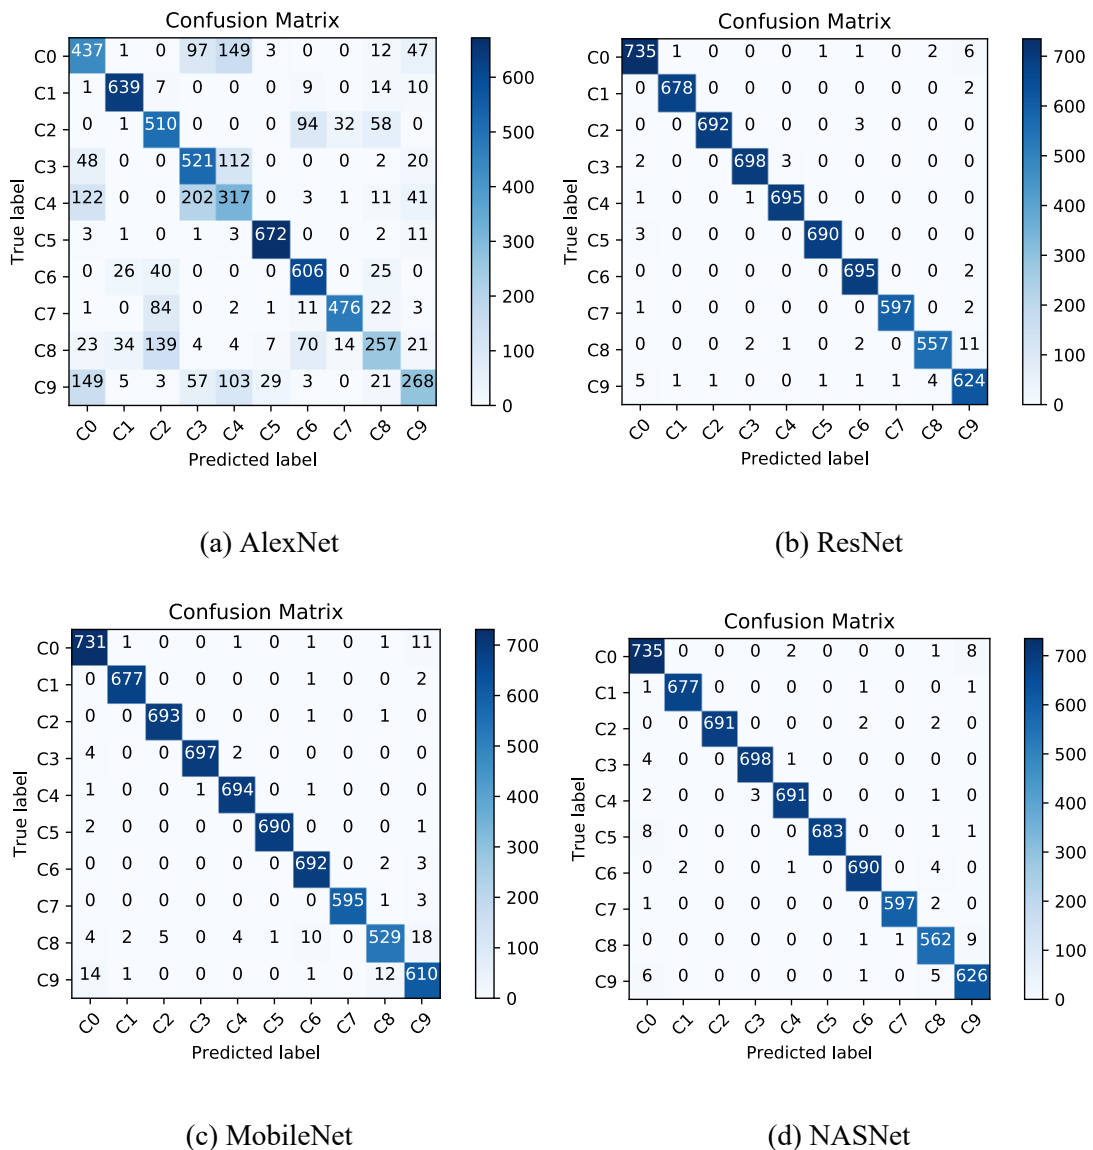 Confusion Matrix
C0 437 1 0 97 149 3 0 0 12 47
C1 1 639 7 0 0 0 9 0 14 10
C2 0 1 510 0 0 0 94 32 58 0
C3 48 0 0 521 112 0 0 0 2 20
C4 122 0 0 202 317 0 3 1 11 41
C5 3 1 0 1 3 672 0 0 2 11
C6 0 26 40 0 0 0 606 0 25 0
C7 1 0 84 0 2 1 11 476 22 3
C8 23 34 139 4 4 7 70 14 257 21
C9 149 5 3 57 103 29 3 0 21 268
True label
C0 C1 C2 C3 C4 C5 C6 C7 C8 C9
Predicted label
600
500
400
300
200
100
0
(a) AlexNet
Confusion Matrix
C0 735 1 0 0 0 1 1 0 2 6
C1 0 678 0 0 0 0 0 0 0 2
C2 0 0 692 0 0 0 3 0 0 0
C3 2 0 0 698 3 0 0 0 0 0
C4 1 0 0 1 695 0 0 0 0 0
C5 3 0 0 0 0 690 0 0 0 0
C6 0 0 0 0 0 0 695 0 0 2
C7 1 0 0 0 0 0 0 597 0 2
C8 0 0 0 2 1 0 2 0 557 11
C9 5 1 1 0 0 1 1 1 4 624
True label
C0 C1 C2 C3 C4 C5 C6 C7 C8 C9
Predicted label
700
600
500
400
300
200
100
0
(b) ResNet
Confusion Matrix
C0 731 1 0 0 1 0 1 0 1 11
C1 0 677 0 0 0 0 1 0 0 2
C2 0 0 693 0 0 0 1 0 1 0
C3 4 0 0 697 2 0 0 0 0 0
C4 1 0 0 1 694 0 1 0 0 0
C5 2 0 0 0 0 690 0 0 0 1
C6 0 0 0 0 0 0 692 0 2 3
C7 0 0 0 0 0 0 0 595 1 3
C8 4 2 5 0 4 1 10 0 529 18
C9 14 1 0 0 0 0 1 0 12 610
True label
C0 C1 C2 C3 C4 C5 C6 C7 C8 C9
Predicted label
700
600
500
400
300
200
100
0
(c) MobileNet
Confusion Matrix
C0 735 0 0 0 2 0 0 0 1 8
C1 1 677 0 0 0 0 1 0 0 1
C2 0 0 691 0 0 0 2 0 2 0
C3 4 0 0 698 1 0 0 0 0 0
C4 2 0 0 3 691 0 0 0 1 0
C5 8 0 0 0 0 683 0 0 1 1
C6 0 2 0 0 1 0 690 0 4 0
C7 1 0 0 0 0 0 0 597 2 0
C8 0 0 0 0 0 0 1 1 562 9
C9 6 0 0 0 0 0 1 0 5 626
True label
C0 C1 C2 C3 C4 C5 C6 C7 C8 C9
Predicted label
700
600
500
400
300
200
100
0
(d) NASNet